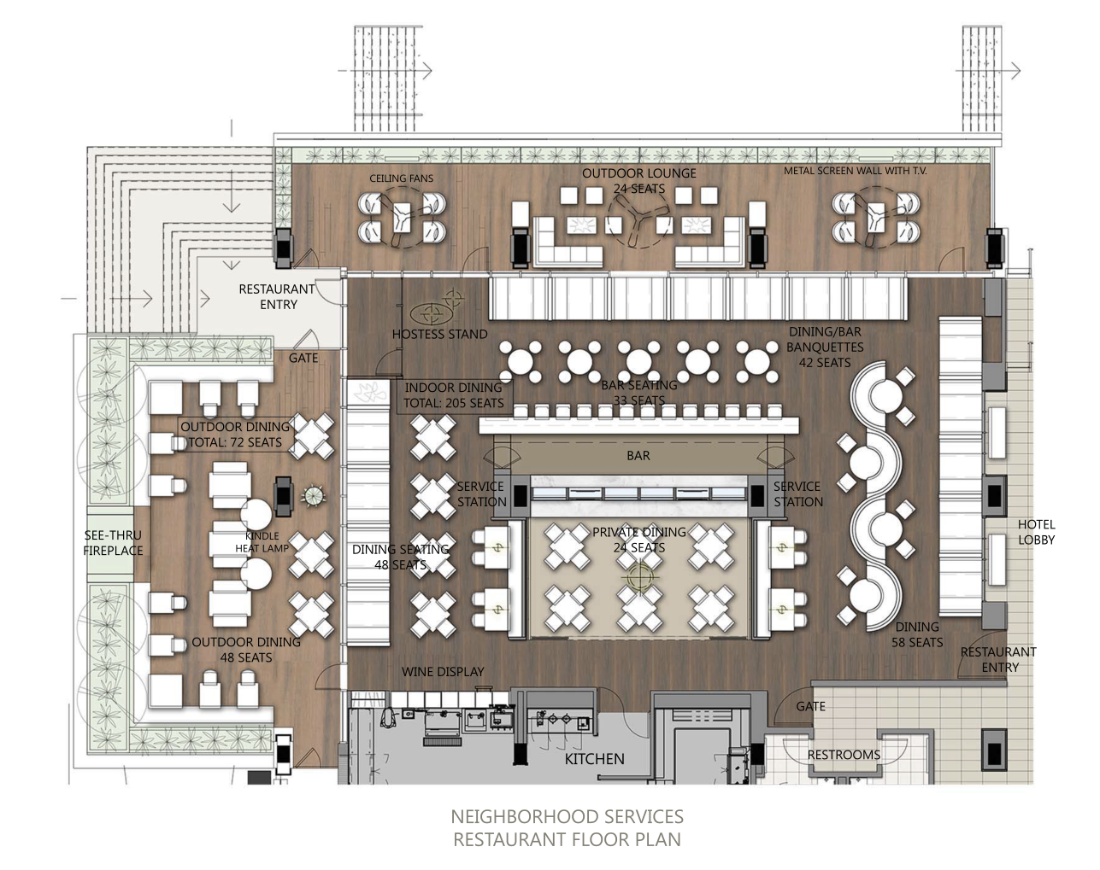 CEILING FANS
OUTDOOR LOUNGE
24 SEATS
METAL SCREEN WALL WITH T.V.
RESTAURANT
ENTRY
HOSTESS STAND
DINING/BAR
BANQUETTES
42 SEATS
GATE
INDOOR DINING
TOTAL: 205 SEATS
BAR SEATING
33 SEATS
OUTDOOR DINING
TOTAL: 72 SEATS
BAR
SERVICE
STATION
SERVICE
STATION
SEE-THRU
FIREPLACE
KINDLE
HEAT LAMP
DINING SEATING
48 SEATS
PRIVATE DINING
24 SEATS
HOTEL
LOBBY
OUTDOOR DINING
48 SEATS
DINING
58 SEATS
RESTAURANT
ENTRY
WINE DISPLAY
GATE
KITCHEN
RESTROOMS
NEIGHBORHOOD SERVICES
RESTAURANT FLOOR PLAN